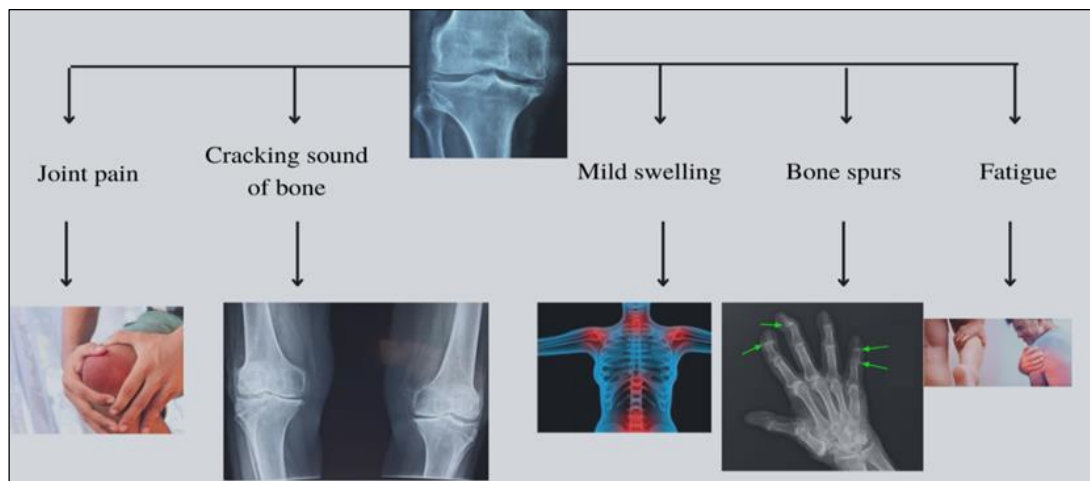 Joint pain
Cracking sound
of bone
Mild swelling
Bone spurs
Fatigue